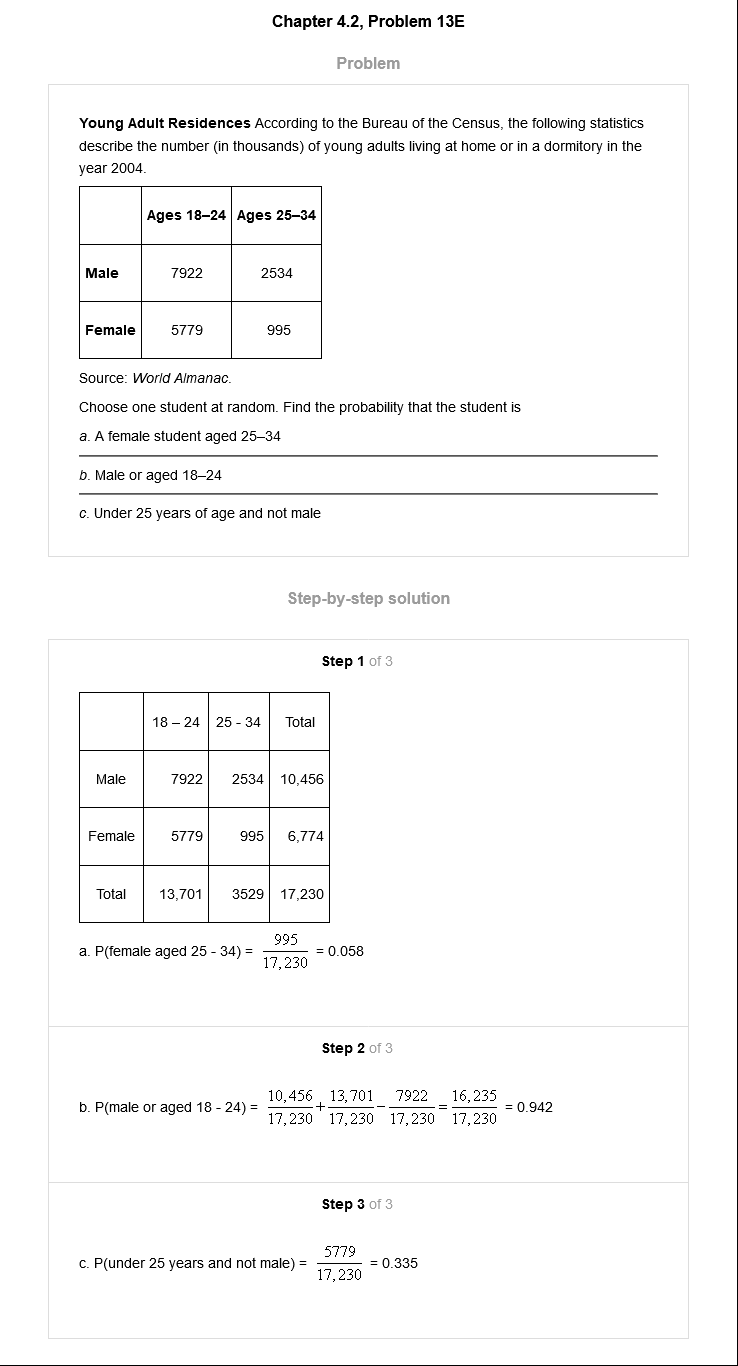 Chapter 4.2, Problem 13E
Problem
Young Adult Residences According to the Bureau of the Census, the following statistics
describe the number (in thousands) of young adults living at home or in a dormitory in the
year 2004.
Ages 18–24 Ages 25–34
Male 7922 2534
Female 5779 995
Source: World Almanac.
Choose one student at random. Find the probability that the student is
a. A female student aged 25–34
b. Male or aged 18–24
c. Under 25 years of age and not male
Step-by-step solution
Step 1 of 3
18 – 24 25 - 34 Total
Male 7922 2534 10,456
Female 5779 995 6,774
Total 13,701 3529 17,230
a. P(female aged 25 - 34) = 995/17,230 = 0.058
Step 2 of 3
b. P(male or aged 18 - 24) = 10,456/17,230 + 13,701/17,230 − 7922/17,230 = 16,235/17,230 = 0.942
Step 3 of 3
c. P(under 25 years and not male) = 5779/17,230 = 0.335